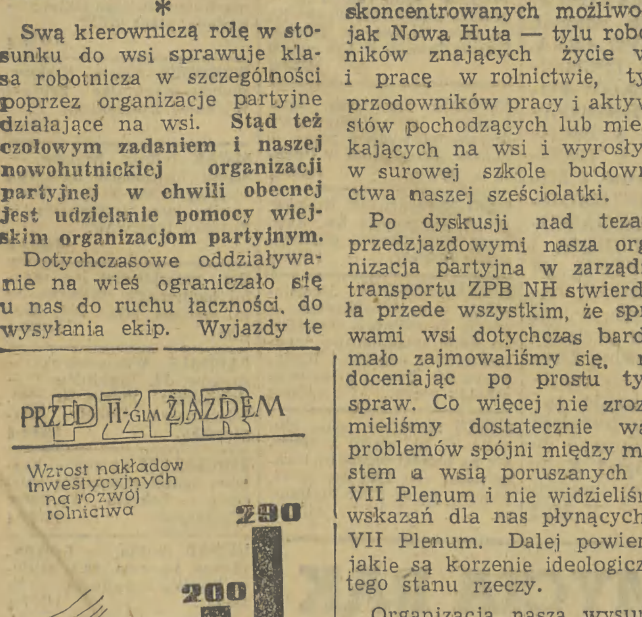 Swą kierowniczą rolę w sto-
sunku do wsi sprawuje kla-
sa robotnicza w szczególności
poprzez organizacje partyjne
działające na wsi. Stąd też
czołowym zadaniem i naszej
nowohutnickiej organizacji
partyjnej w chwili obecnej
jest udzielanie pomocy wiej-
skim organizacjom partyjnym.
Dotychczasowe oddziaływa-
nie na wieś ograniczało się
u nas do ruchu łączności, do
wysyłania ekip. Wyjazdy te
PRZED II-GIM ZJAZDEM
PZPR
Wzrost nakładów
inwestycyjnych
na rozwój
rolnictwa
290
200
skoncentrowanych możliwo
jak Nowa Huta — tylu robo
ników znających życie w
i pracę w rolnictwie, ty
przodowników pracy i aktyw
stów pochodzących lub mie
kających na wsi i wyrosły
w surowej szkole budowni
ctwa naszej sześciolatki.
Po dyskusji nad teza
przedzjazdowymi nasza org
nizacja partyjna w zarządz
transportu ZPB NH stwierd
ła przede wszystkim, że spr
wami wsi dotychczas bard
mało zajmowaliśmy się, n
doceniając po prostu ty
spraw. Co więcej nie zroz
mieliśmy dostatecznie wa
problemów spójni między mi
stem a wsią poruszanych
VII Plenum i nie widzieliś
wskazań dla nas płynących
VII Plenum. Dalej powiem
jakie są korzenie ideologicz
tego stanu rzeczy.
Organizacja nasza wysun